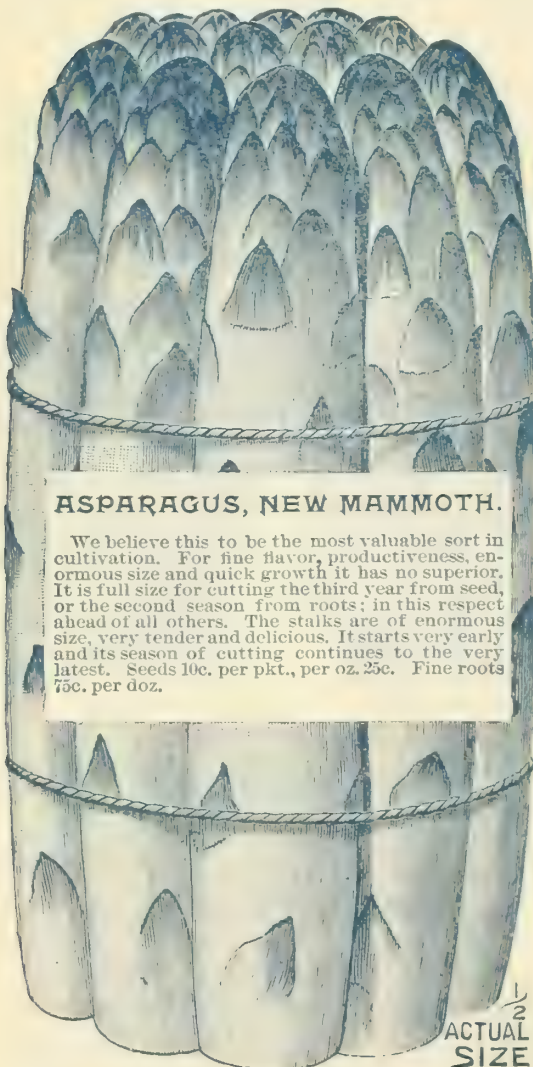 ASPARAGUS, NEW MAMMOTH.
We believe this to be the most valuable sort in
cultivation. For fine flavor, productiveness, en-
ormous size and quick growth it has no superior.
It is full size for cutting the third year from seed,
or the second season from roots; in this respect
ahead of all others. The stalks are of enormous
size, very tender and delicious. It starts very early
and its season of cutting continues to the very
latest. Seeds 10c. per pkt., per oz. 25c. Fine roots
75c. per doz.
1/2
ACTUAL
SIZE